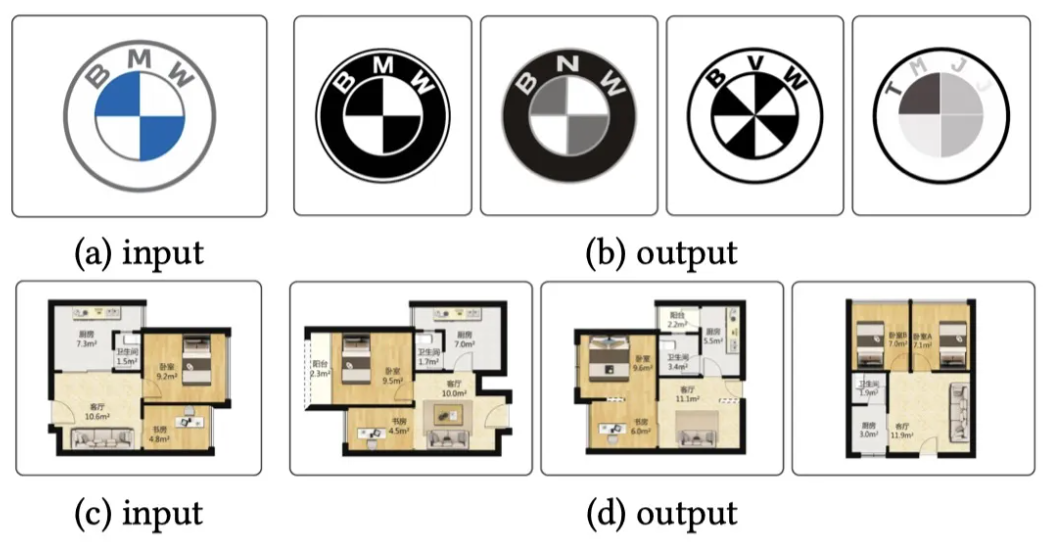 BMW
BMW
BNW
BVW
TMJJ
(a) input
(b) output
厨房
7.3m²
卫生间
1.5m²
卧室
9.2m²
客厅
10.6m²
书房
4.8m²
厨房
7.0m²
阳台
2.3m²
卫生间
1.7m²
卧室
9.5m²
客厅
10.0m²
书房
4.5m²
阳台
2.2m²
厨房
5.5m²
卧室
9.6m²
卫生间
3.4m²
客厅
11.1m²
书房
6.0m²
卧室B
7.0m²
卧室A
7.1m²
卫生间
1.9m²
厨房
3.0m²
客厅
11.9m²
(c) input
(d) output